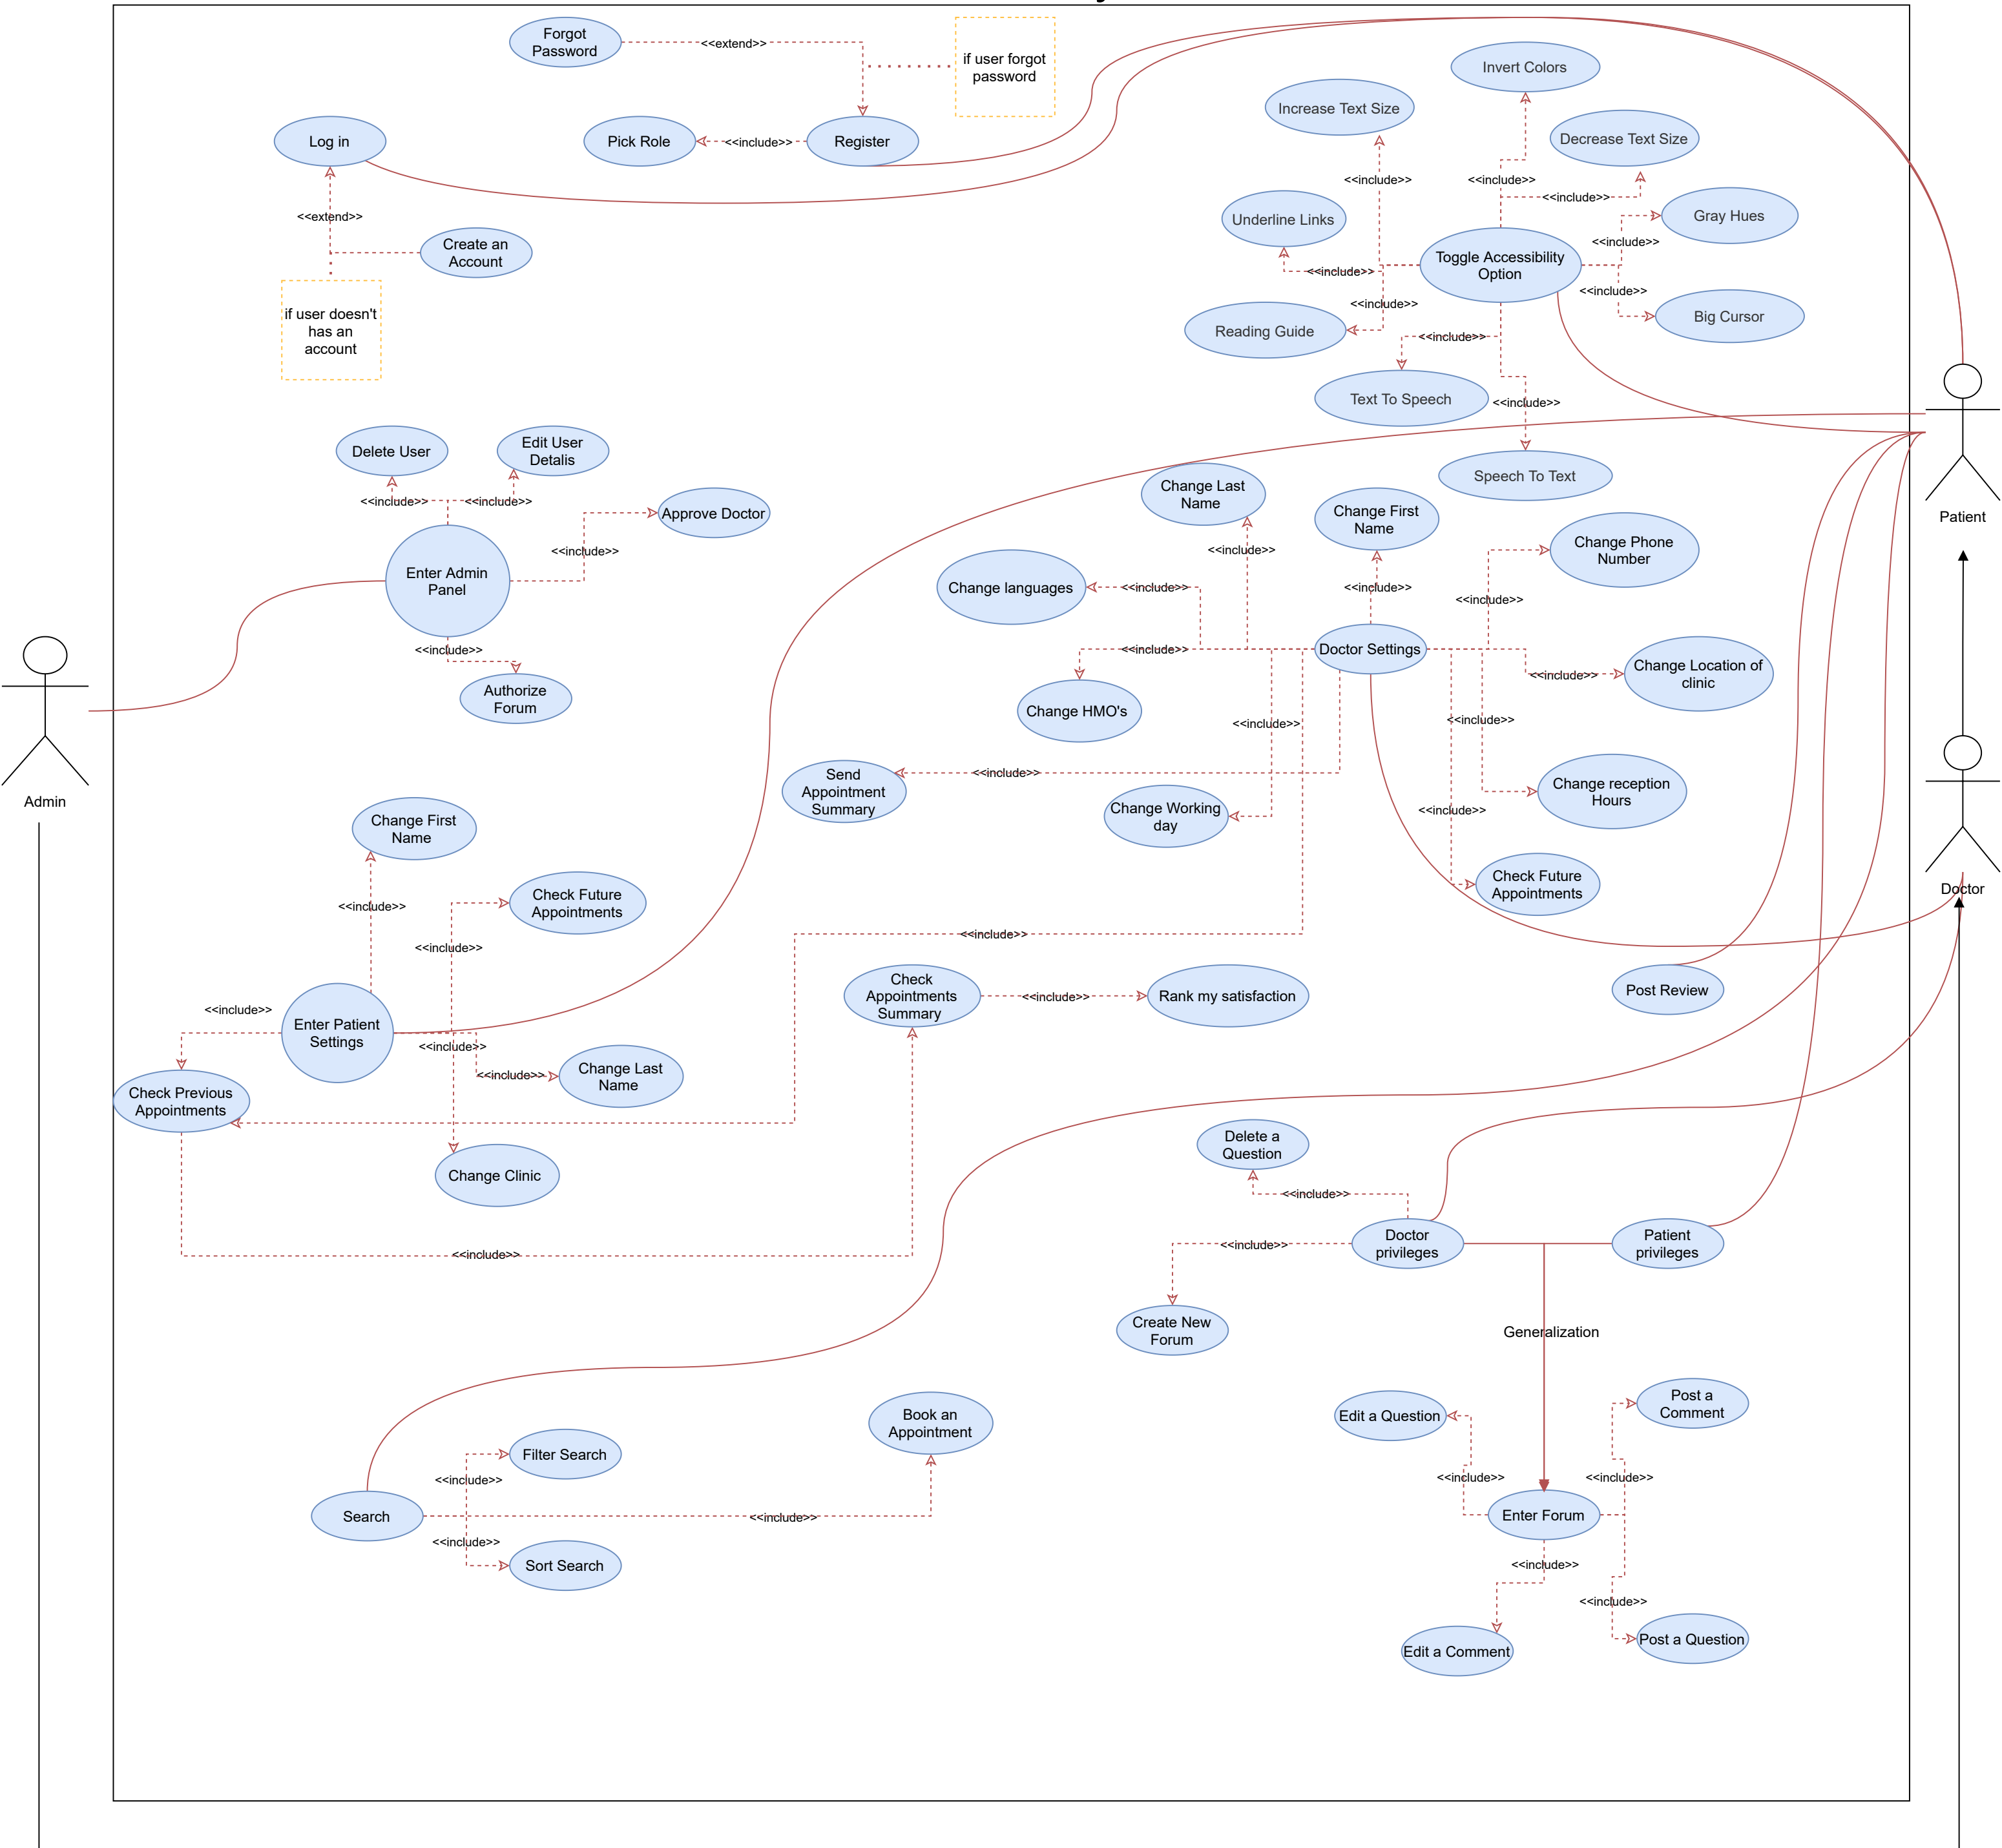 Forgot
Password
<<extend>>
if user forgot
password
Log in
Pick Role
<<include>>
Register
<<extend>>
Create an
Account
if user doesn't
has an
account
Invert Colors
Increase Text Size
Decrease Text Size
<<include>>
<<include>>
<<include>>
Underline Links
Gray Hues
<<include>>
Toggle Accessibility
Option
<<include>>
<<include>>
<<include>>
Reading Guide
Big Cursor
<<include>>
Text To Speech
<<include>>
Speech To Text
Patient
Delete User
Edit User
Detalis
<<include>>
<<include>>
Approve Doctor
<<include>>
Enter Admin
Panel
<<include>>
Authorize
Forum
Admin
Change Last
Name
Change First
Name
Change Phone
Number
<<include>>
Change languages
<<include>>
<<include>>
<<include>>
<<include>>
Doctor Settings
Change Location of
clinic
<<include>>
Change HMO's
<<include>>
<<include>>
Send
Appointment
Summary
<<include>>
Change Working
day
Change reception
Hours
<<include>>
Check Future
Appointments
Doctor
Change First
Name
<<include>>
Check Future
Appointments
<<include>>
<<include>>
Check
Appointments
Summary
<<include>>
Rank my satisfaction
Post Review
<<include>>
Enter Patient
Settings
<<include>>
<<include>>
Change Last
Name
Check Previous
Appointments
Change Clinic
<<include>>
Delete a
Question
<<include>>
Doctor
privileges
Patient
privileges
<<include>>
Create New
Forum
Generalization
Book an
Appointment
Filter Search
<<include>>
Search
<<include>>
<<include>>
Sort Search
Edit a Question
Post a
Comment
<<include>>
<<include>>
Enter Forum
<<include>>
<<include>>
Edit a Comment
Post a Question